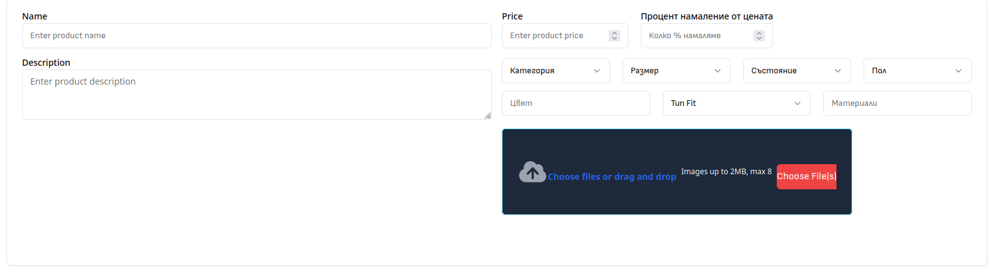 Name
Enter product name
Description
Enter product description
Price
Enter product price
Процент намаление от цената
Колко % намаляме
Категория
Размер
Състояние
Пол
Цвят
Тип Fit
Материали
Choose files or drag and drop
Images up to 2MB, max 8
Choose File(s)